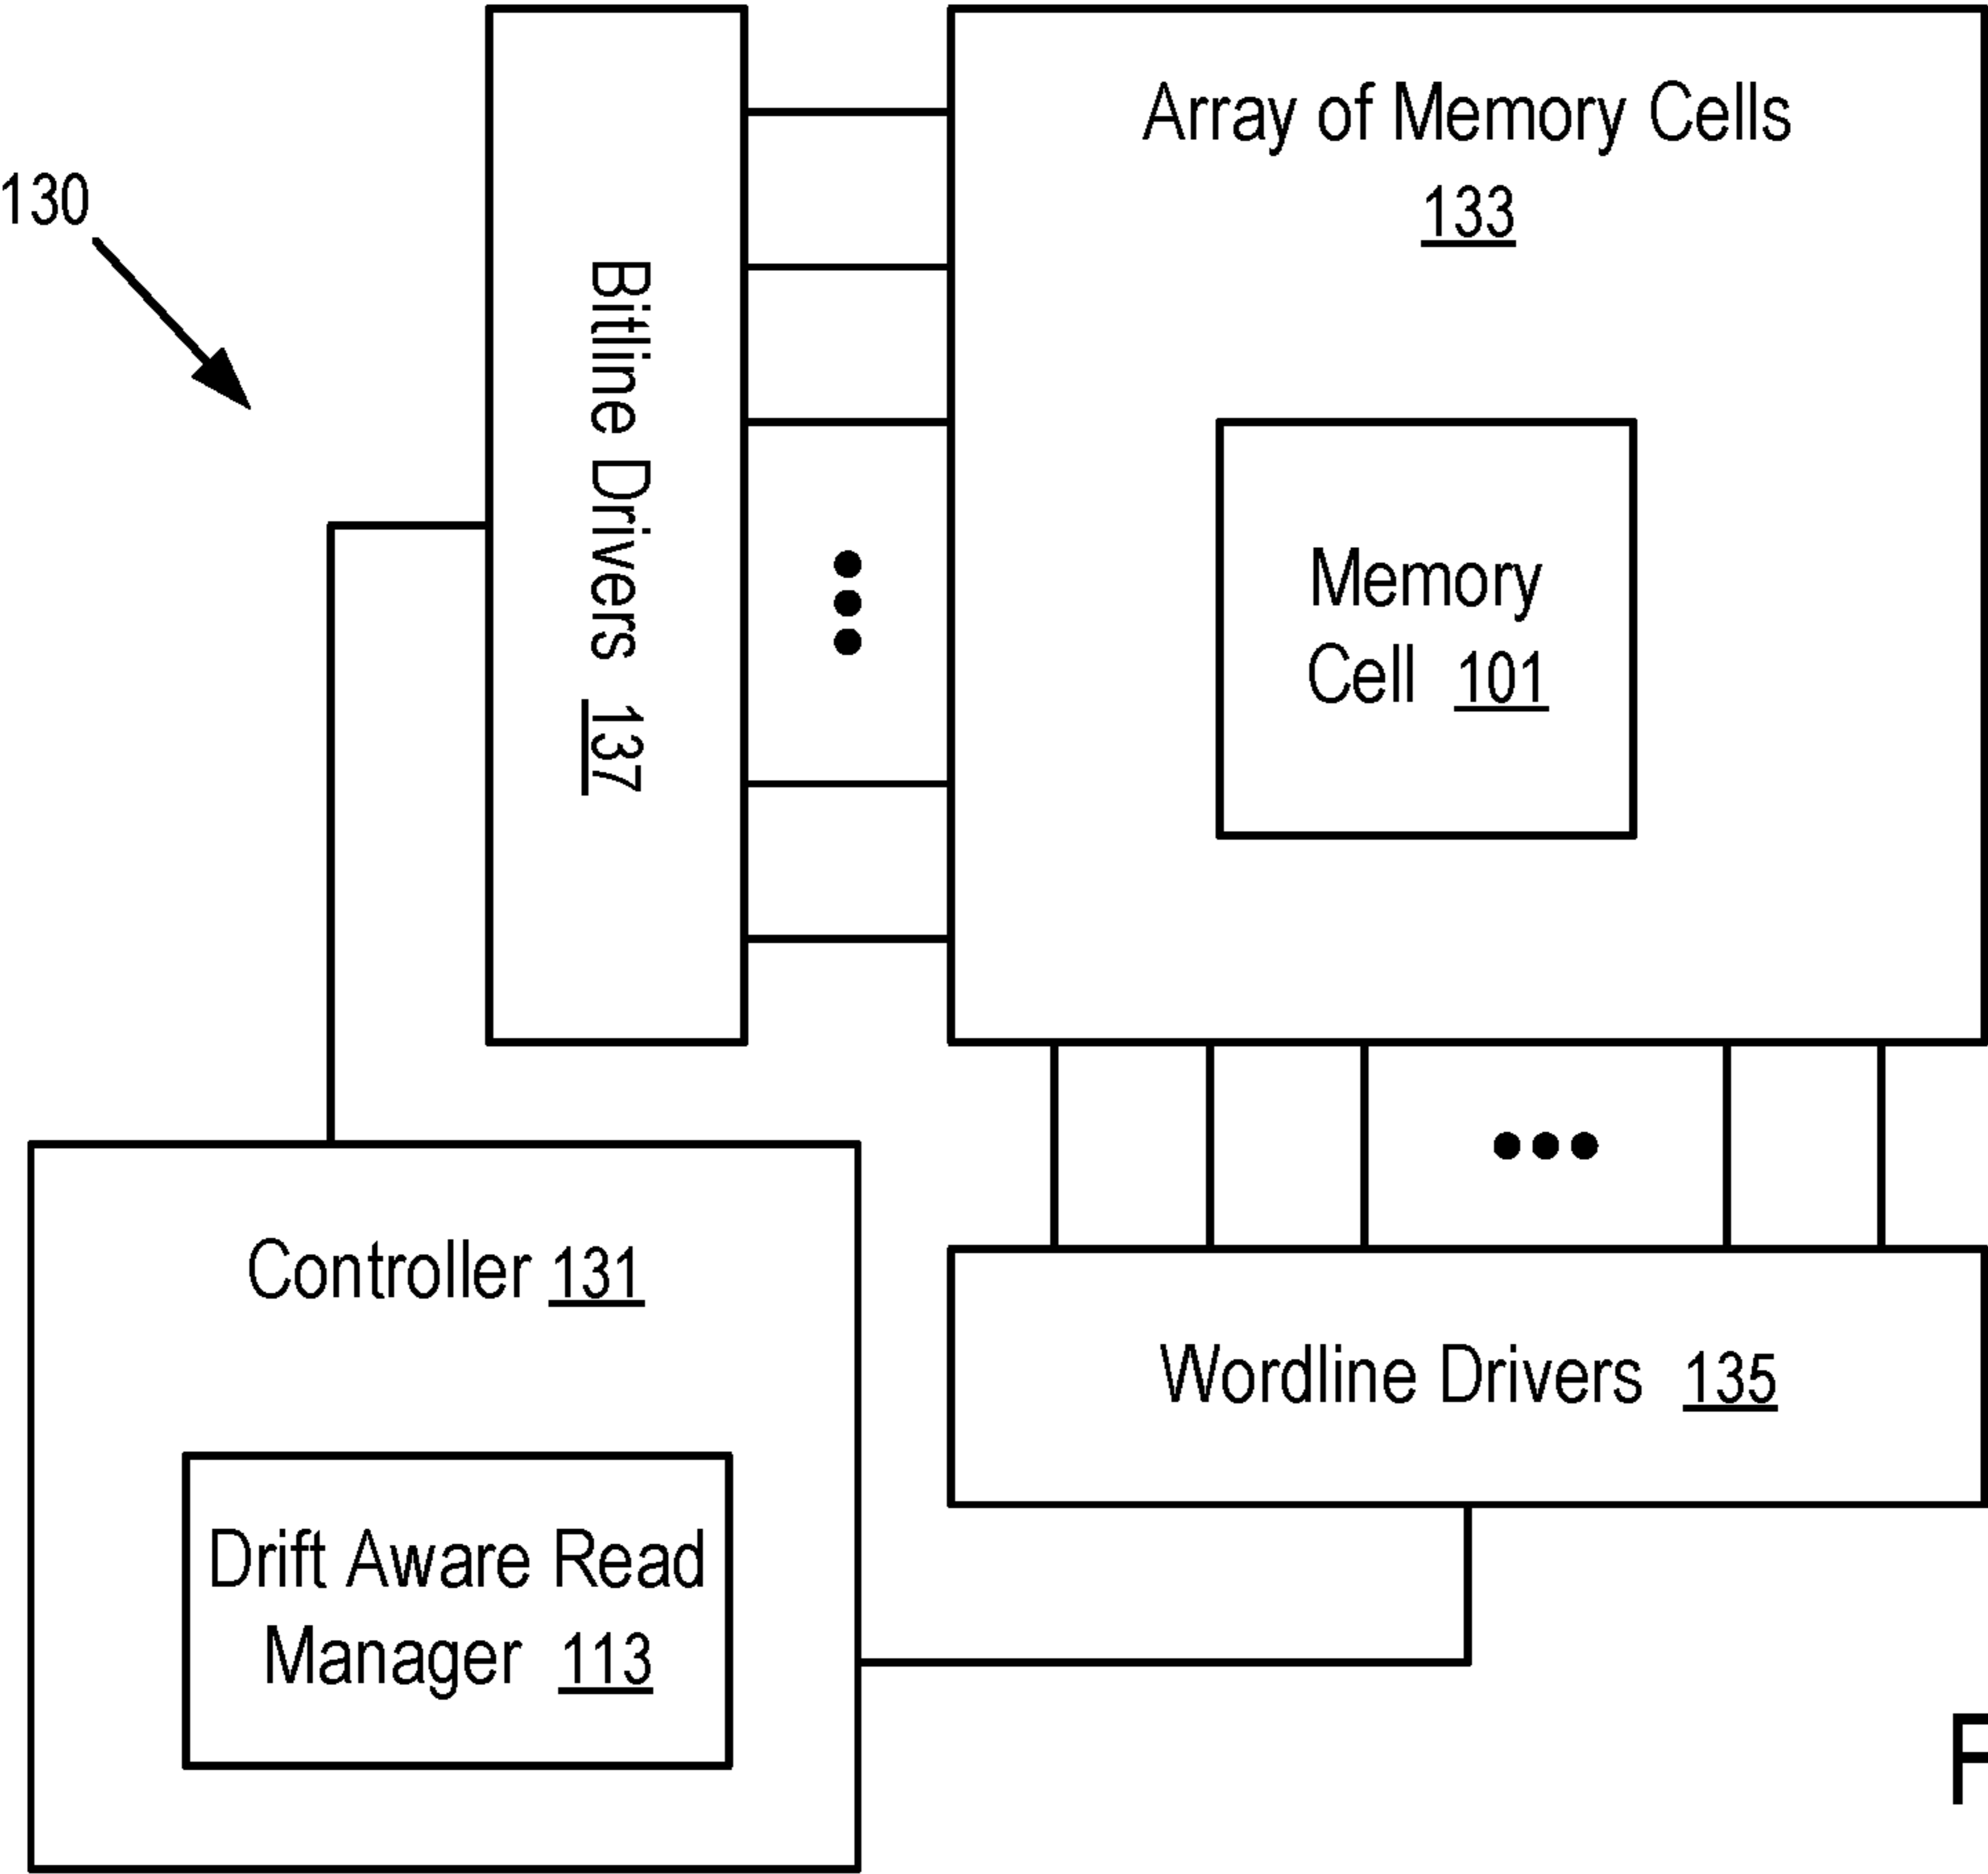 130
Bitline Drivers 137
Array of Memory Cells
133
Memory
Cell 101
Controller 131
Drift Aware Read
Manager 113
Wordline Drivers 135
F